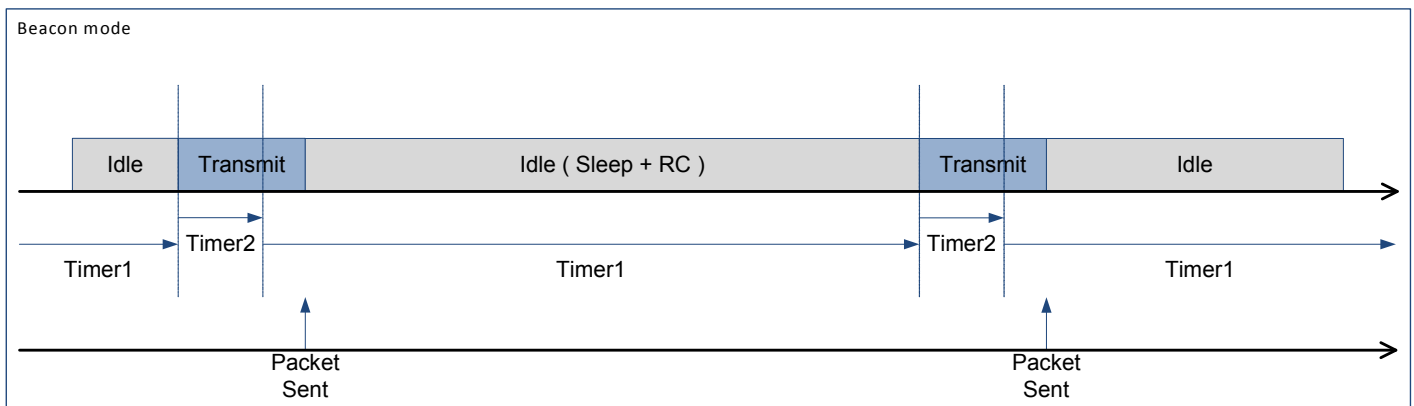 Beacon mode
Idle
Transmit
Idle ( Sleep + RC )
Transmit
Idle
Timer2
Timer2
Timer1
Timer1
Timer1
Packet
Sent
Packet
Sent